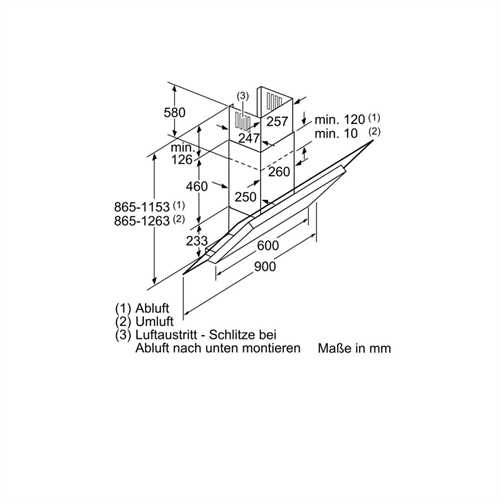 (3)
580
257
247
min. 120 (1)
min. 10 (2)
min.
126
460
260
250
865-1153 (1)
865-1263 (2)
233
600
900
(1) Abluft
(2) Umluft
(3) Luftaustritt - Schlitze bei
Abluft nach unten montieren
Maße in mm